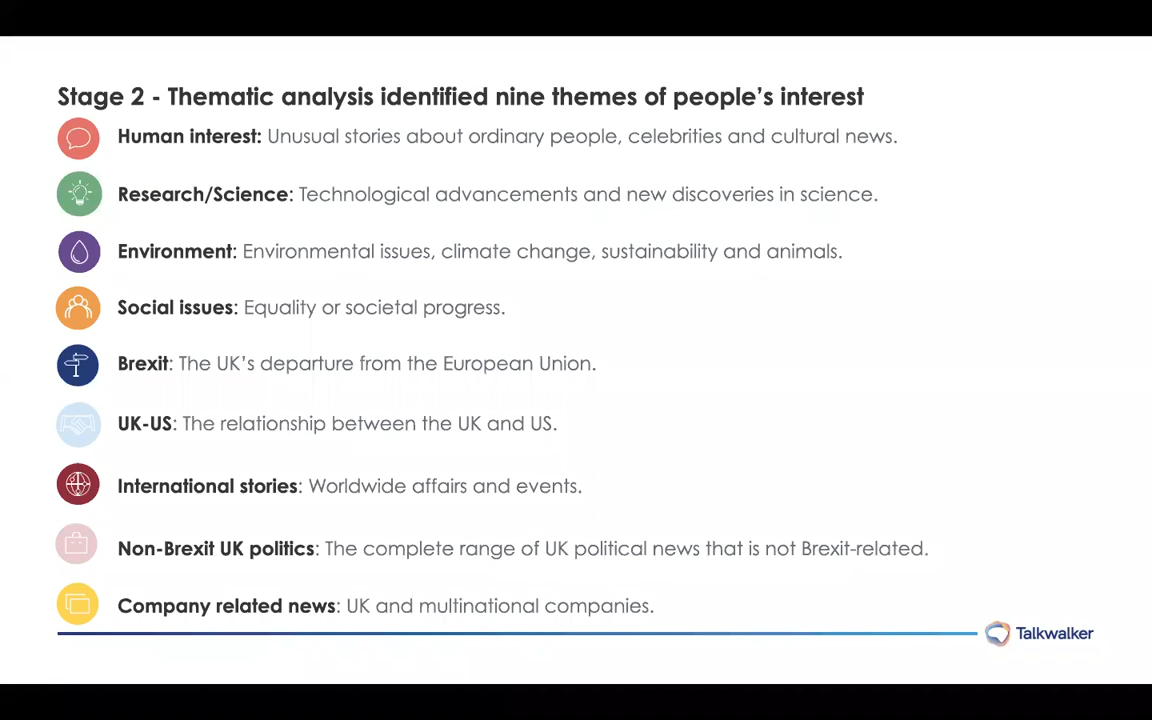 Stage 2 - Thematic analysis identified nine themes of people’s interest
Human interest: Unusual stories about ordinary people, celebrities and cultural news.
Research/Science: Technological advancements and new discoveries in science.
Environment: Environmental issues, climate change, sustainability and animals.
Social issues: Equality or societal progress.
Brexit: The UK’s departure from the European Union.
UK-US: The relationship between the UK and US.
International stories: Worldwide affairs and events.
Non-Brexit UK politics: The complete range of UK political news that is not Brexit-related.
Company related news: UK and multinational companies.
Talkwalker